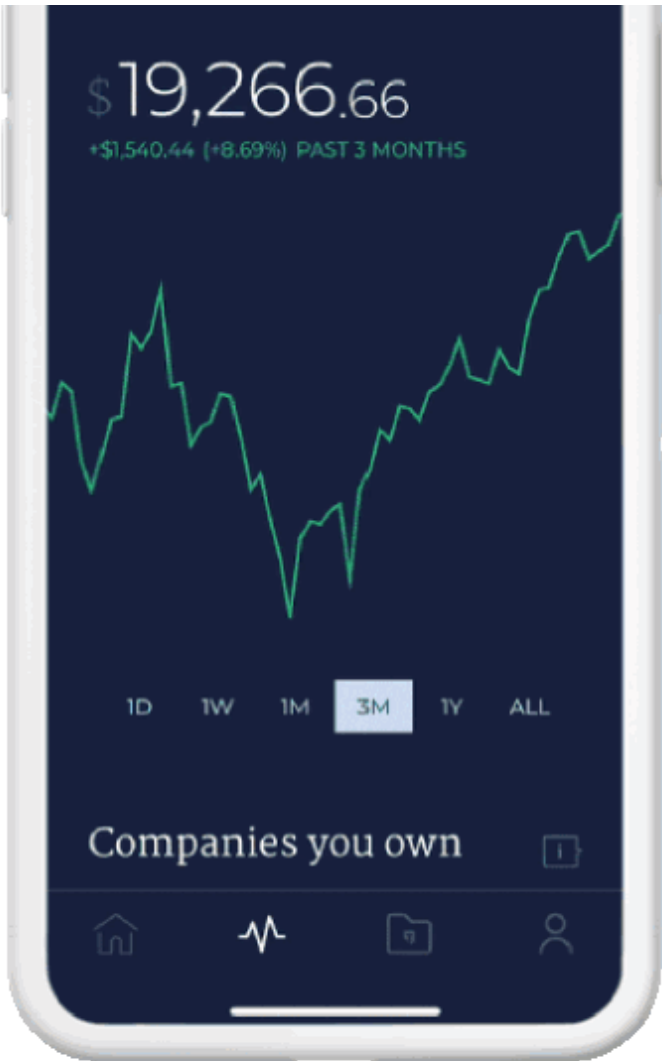 $19,266.66
+$1,540.44 (+8.69%) PAST 3 MONTHS
1D 1W 1M 3M 1Y ALL
Companies you own